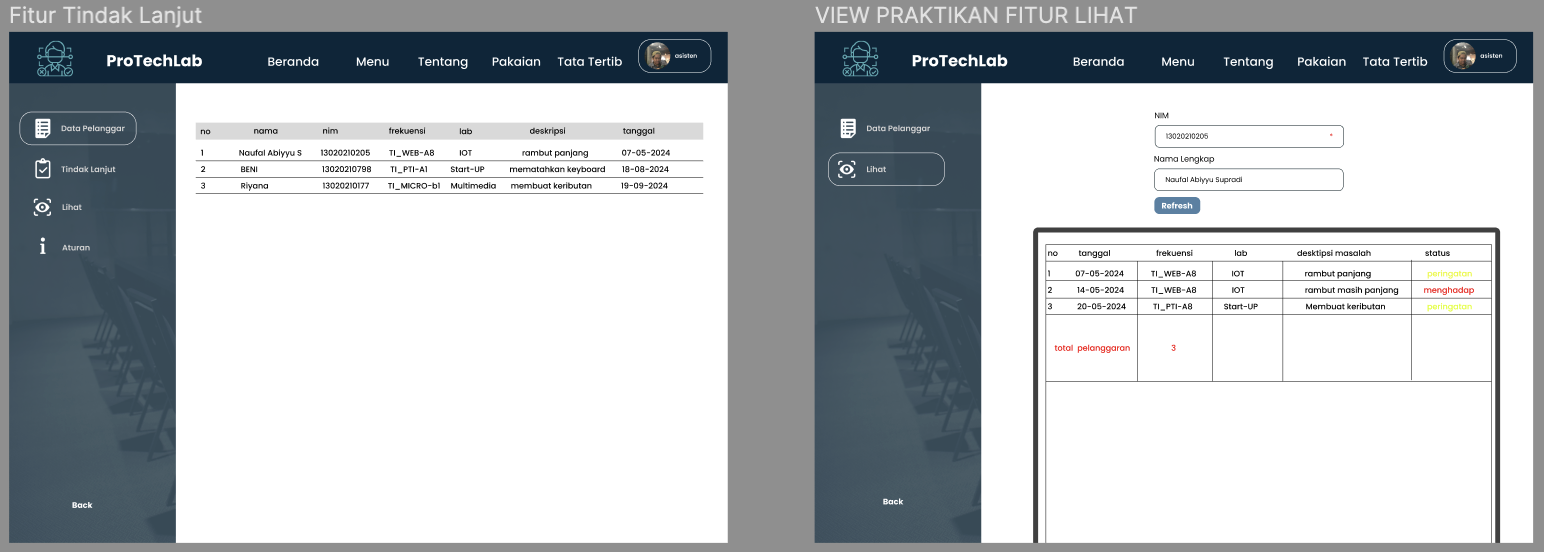 Fitur Tindak Lanjut
ProTechLab Beranda Menu Tentang Pakaian Tata Tertib asisten
Data Pelanggar
Tindak Lanjut
Lihat
Aturan
Back
no nama nim frekuensi lab deskripsi tanggal
1 Naufal Abiyyu S 13020210205 TI_WEB-A8 IOT rambut panjang 07-05-2024
2 BENI 13020210798 TI_PTI-A1 Start-UP mematahkan keyboard 18-08-2024
3 Riyana 13020210177 TI_MICRO-b1 Multimedia membuat keributan 19-09-2024
VIEW PRAKTIKAN FITUR LIHAT
ProTechLab Beranda Menu Tentang Pakaian Tata Tertib asisten
Data Pelanggar
Lihat
Back
NIM
13020210205 *
Nama Lengkap
Naufal Abiyyu Supradi
Refresh
no tanggal frekuensi lab desktipsi masalah status
1 07-05-2024 TI_WEB-A8 IOT rambut panjang peringatan
2 14-05-2024 TI_WEB-A8 IOT rambut masih panjang menghadap
3 20-05-2024 TI_PTI-A8 Start-UP Membuat keributan peringatan
total pelanggaran 3